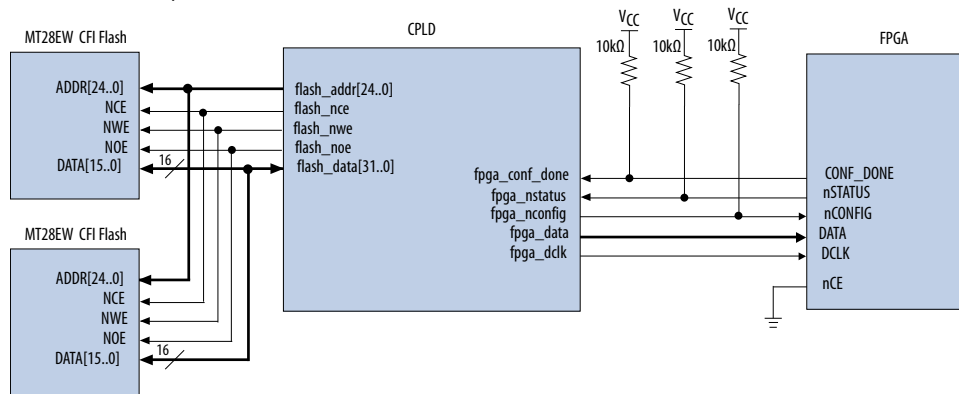 MT28EW CFI Flash
ADDR[24..0]
NCE
NWE
NOE
DATA[15..0]
16
MT28EW CFI Flash
ADDR[24..0]
NCE
NWE
NOE
DATA[15..0]
16
CPLD
flash_addr[24..0]
flash_nce
flash_nwe
flash_noe
flash_data[31..0]
fpga_conf_done
fpga_nstatus
fpga_nconfig
fpga_data
fpga_dclk
VCC
10kΩ
VCC
10kΩ
VCC
10kΩ
FPGA
CONF_DONE
nSTATUS
nCONFIG
DATA
DCLK
nCE